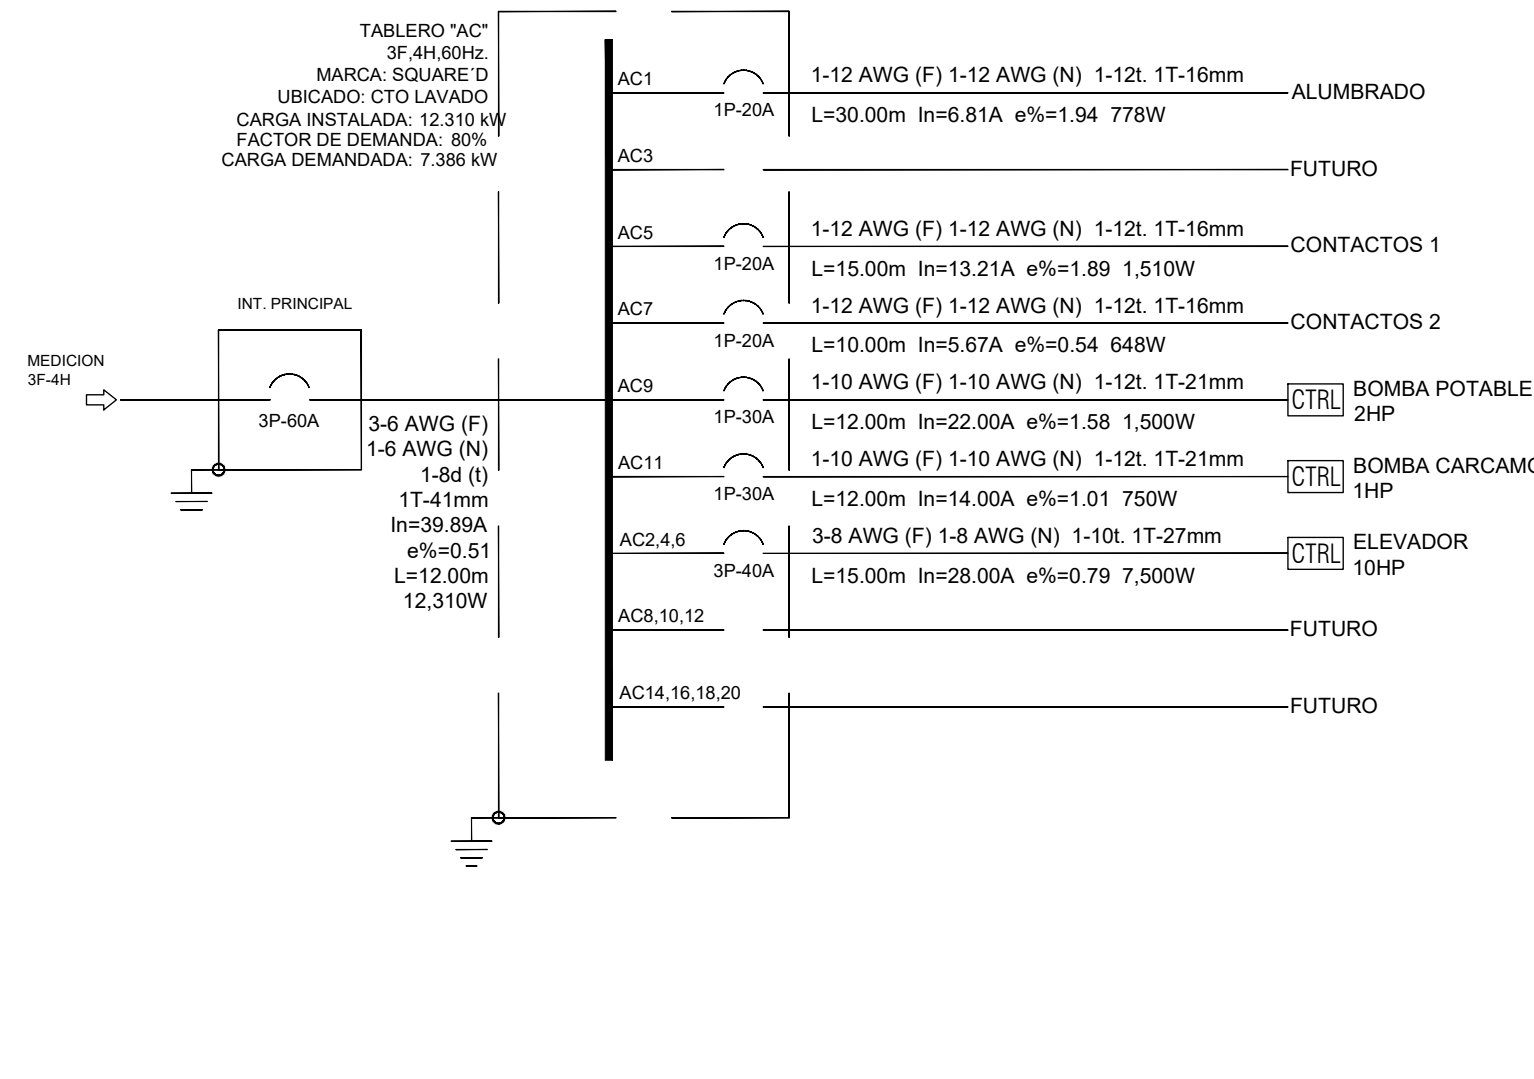 TABLERO "AC"
3F,4H,60Hz.
MARCA: SQUARE´D
UBICADO: CTO LAVADO
CARGA INSTALADA: 12.310 kW
FACTOR DE DEMANDA: 80%
CARGA DEMANDADA: 7.386 kW
INT. PRINCIPAL
MEDICION
3F-4H
3P-60A
3-6 AWG (F)
1-6 AWG (N)
1-8d (t)
1T-41mm
In=39.89A
e%=0.51
L=12.00m
12,310W
AC1
1P-20A
1-12 AWG (F) 1-12 AWG (N) 1-12t. 1T-16mm
L=30.00m In=6.81A e%=1.94 778W
ALUMBRADO
AC3
FUTURO
AC5
1P-20A
1-12 AWG (F) 1-12 AWG (N) 1-12t. 1T-16mm
L=15.00m In=13.21A e%=1.89 1,510W
CONTACTOS 1
AC7
1P-20A
1-12 AWG (F) 1-12 AWG (N) 1-12t. 1T-16mm
L=10.00m In=5.67A e%=0.54 648W
CONTACTOS 2
AC9
1P-30A
1-10 AWG (F) 1-10 AWG (N) 1-12t. 1T-21mm
L=12.00m In=22.00A e%=1.58 1,500W
CTRL
BOMBA POTABLE
2HP
AC11
1P-30A
1-10 AWG (F) 1-10 AWG (N) 1-12t. 1T-21mm
L=12.00m In=14.00A e%=1.01 750W
CTRL
BOMBA CARCAMO
1HP
AC2,4,6
3P-40A
3-8 AWG (F) 1-8 AWG (N) 1-10t. 1T-27mm
L=15.00m In=28.00A e%=0.79 7,500W
CTRL
ELEVADOR
10HP
AC8,10,12
FUTURO
AC14,16,18,20
FUTURO